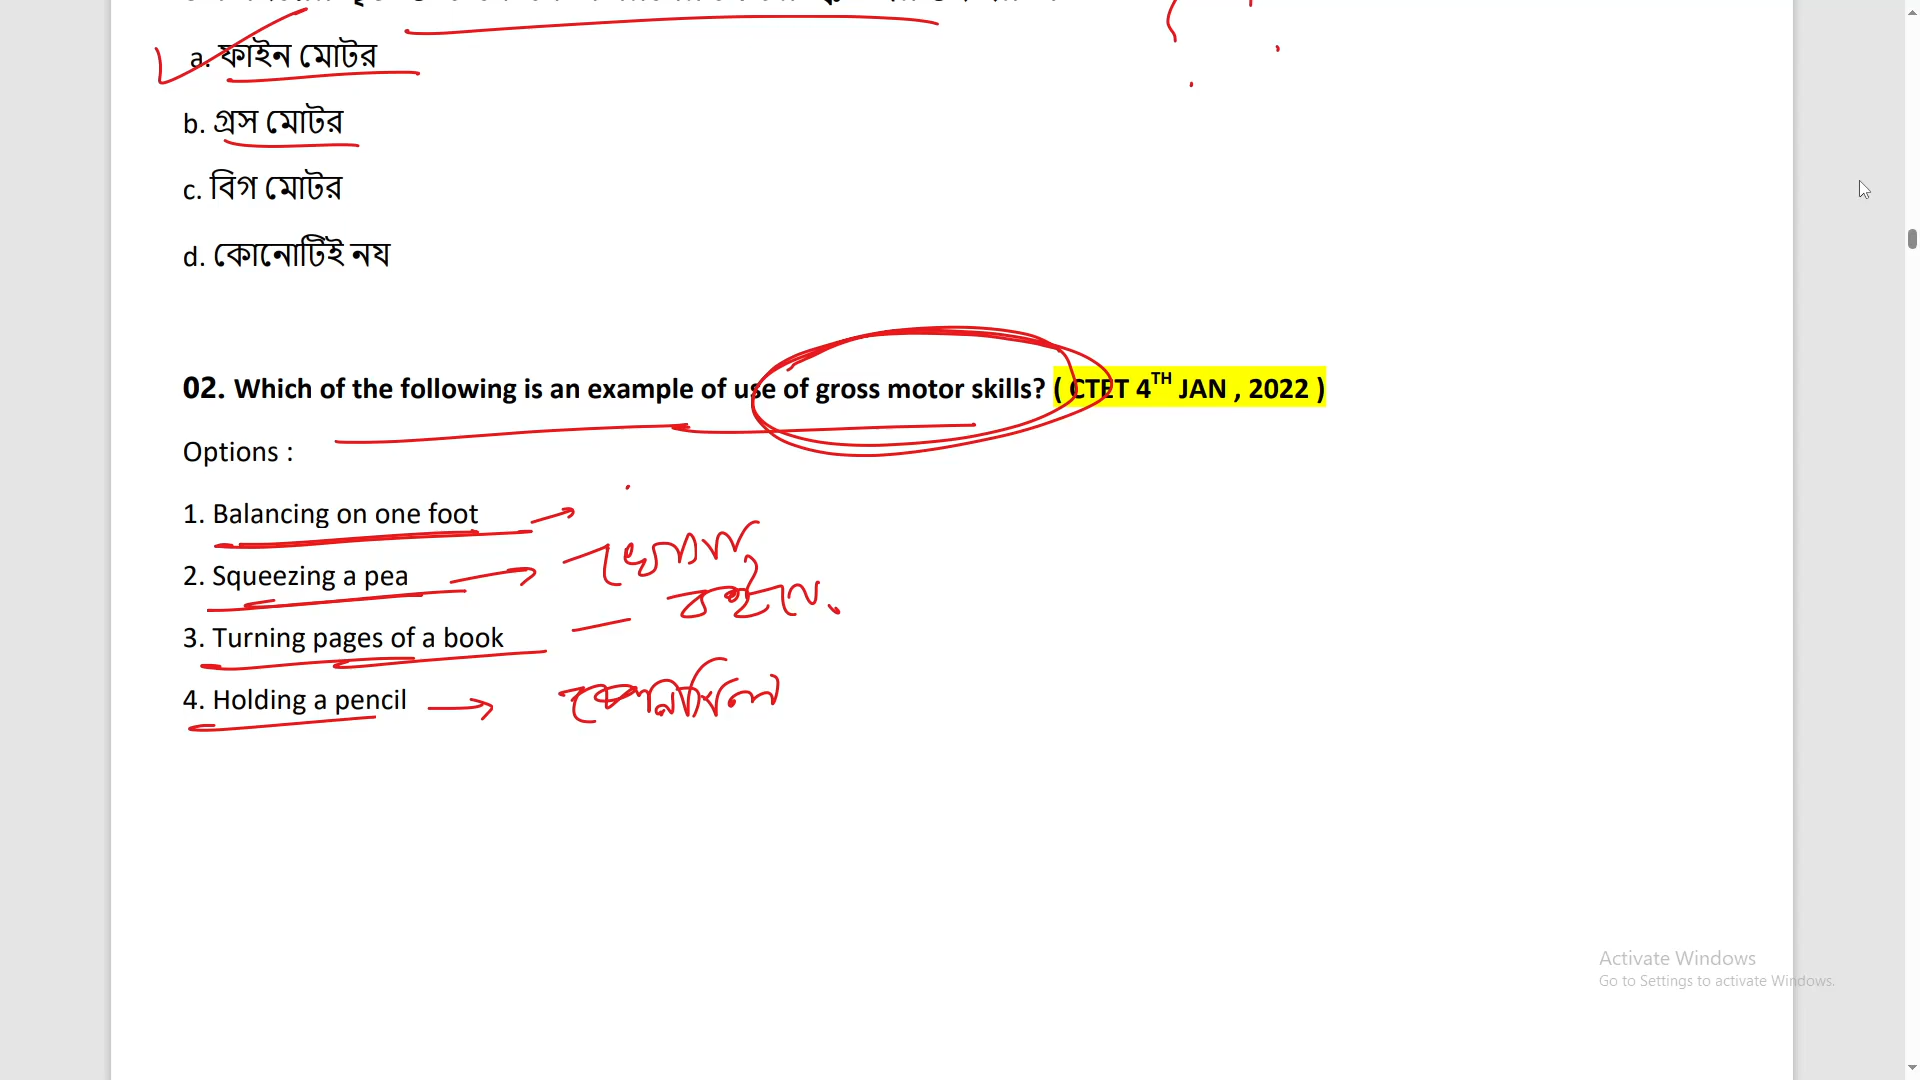 a. ফাইন মোটর
b. গ্রস মোটর
c. বিগ মোটর
d. কোনোটিই নয
02. Which of the following is an example of use of gross motor skills? ( CTET 4TH JAN , 2022 )
Options :
1. Balancing on one foot
2. Squeezing a pea
3. Turning pages of a book
4. Holding a pencil
Activate Windows
Go to Settings to activate Windows.